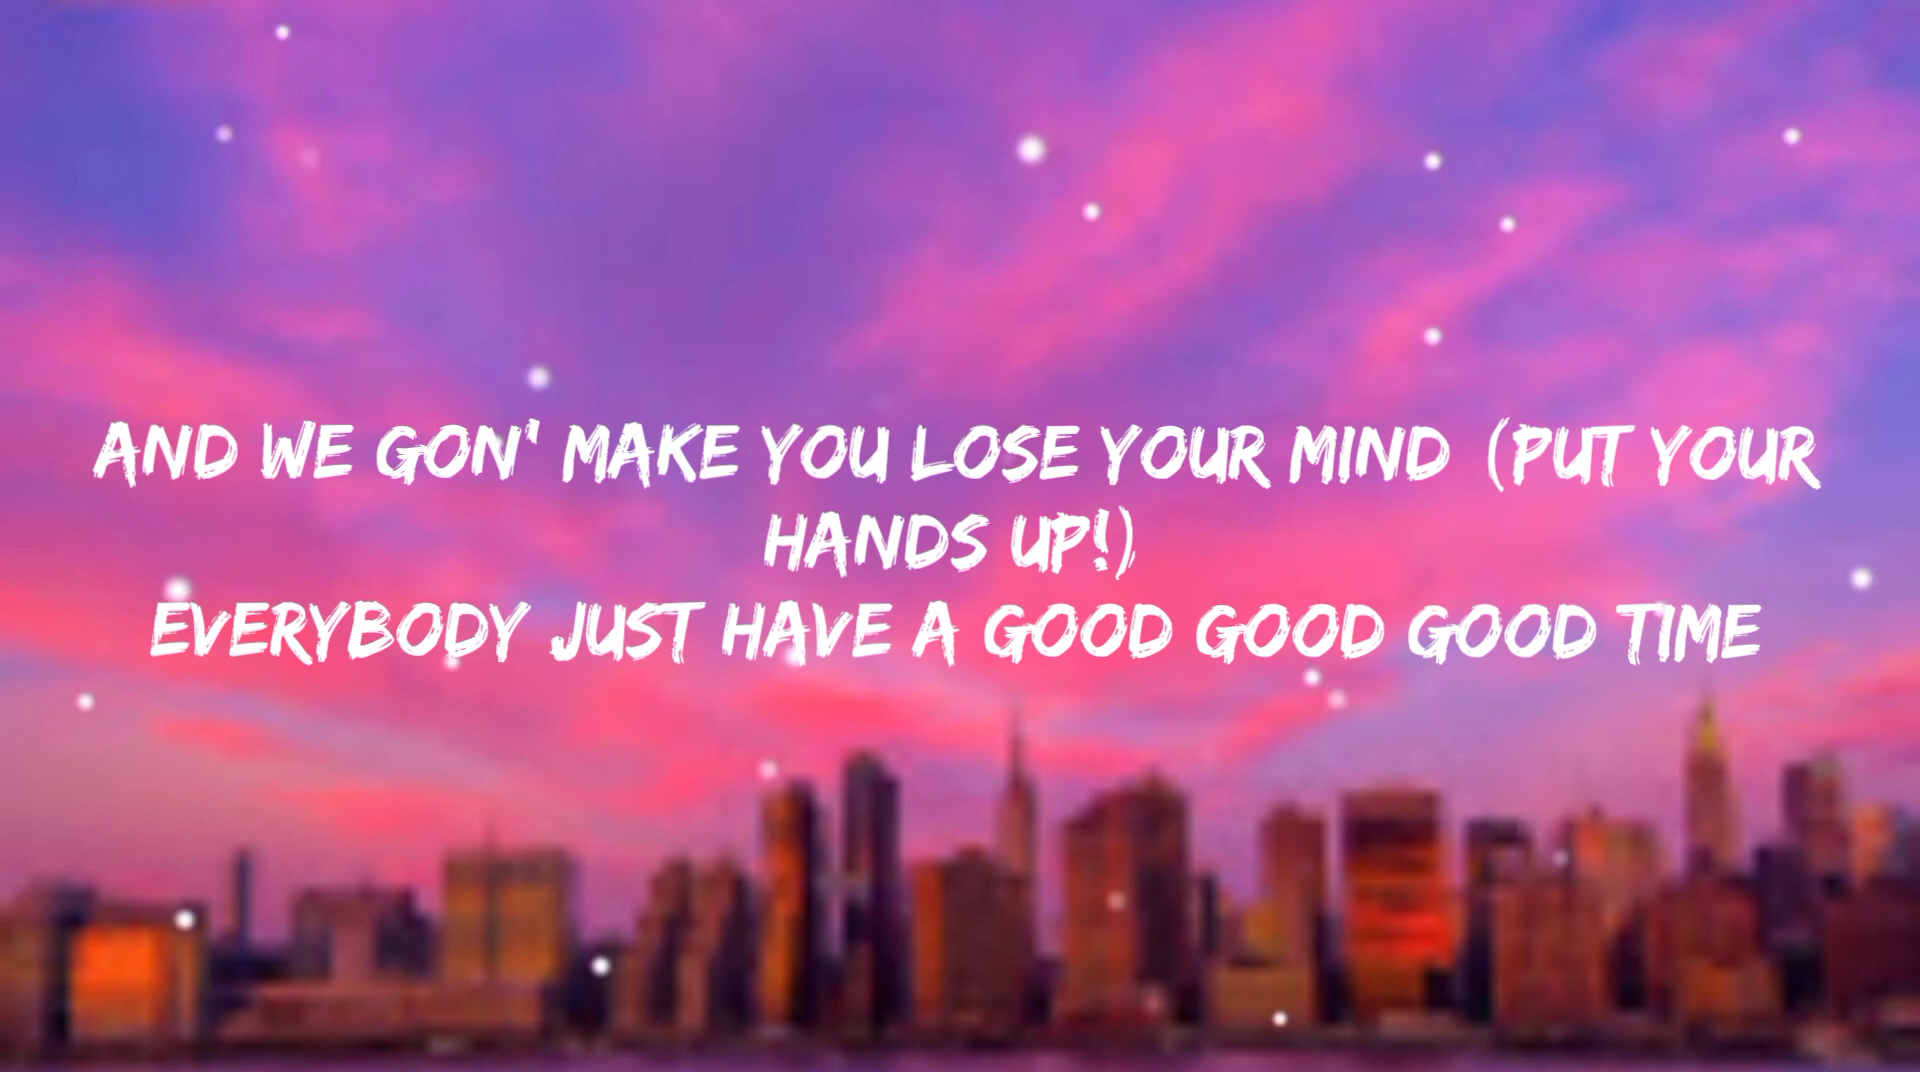 AND WE GON' MAKE YOU LOSE YOUR MIND (PUT YOUR
HANDS UP!)
EVERYBODY JUST HAVE A GOOD GOOD GOOD TIME